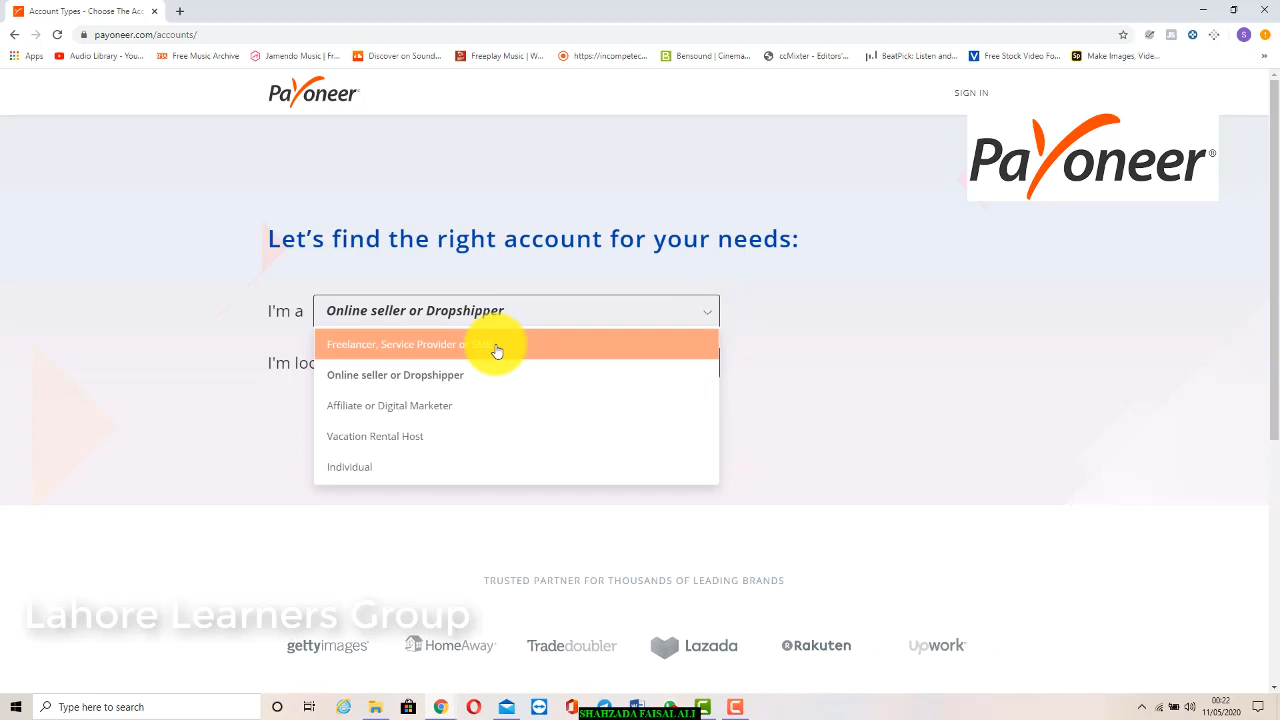 Account Types - Choose The Acc
payoneer.com/accounts/
S
Apps
Audio Library - You...
Free Music Archive
Jamendo Music | Fr...
Discover on Sound...
Freeplay Music | W...
https://incompetec...
Bensound | Cinema...
ccMixter - Editors'...
BeatPick: Listen and...
Free Stock Video Fo...
Make Images, Vide...
Payoneer
SIGN IN
Payoneer®
Let's find the right account for your needs:
I'm a
Online seller or Dropshipper
Freelancer, Service Provider or SMB
I'm loc
Online seller or Dropshipper
Affiliate or Digital Marketer
Vacation Rental Host
Individual
TRUSTED PARTNER FOR THOUSANDS OF LEADING BRANDS
Lahore Learners Group
gettyimages®
HomeAway®
Tradedoubler
Lazada
Rakuten
Upwork™
Type here to search
SHAHZADA FAISAL ALI
00:22
11/05/2020